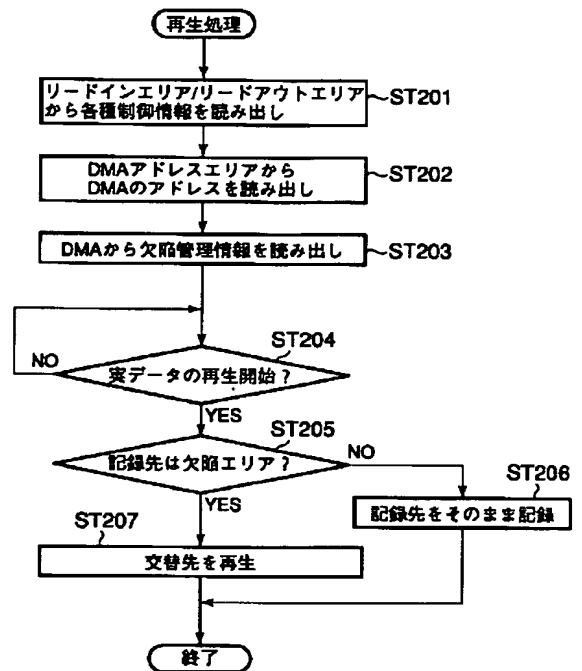 再生処理
リードインエリア/リードアウトエリア
から各種制御情報を読み出し
ST201
DMAアドレスエリアから
DMAのアドレスを読み出し
ST202
DMAから欠陥管理情報を読み出し
ST203
ST204
NO
実データの再生開始？
YES
ST205
記録先は欠陥エリア？
NO
YES
ST206
記録先をそのまま記録
ST207
交替先を再生
終了